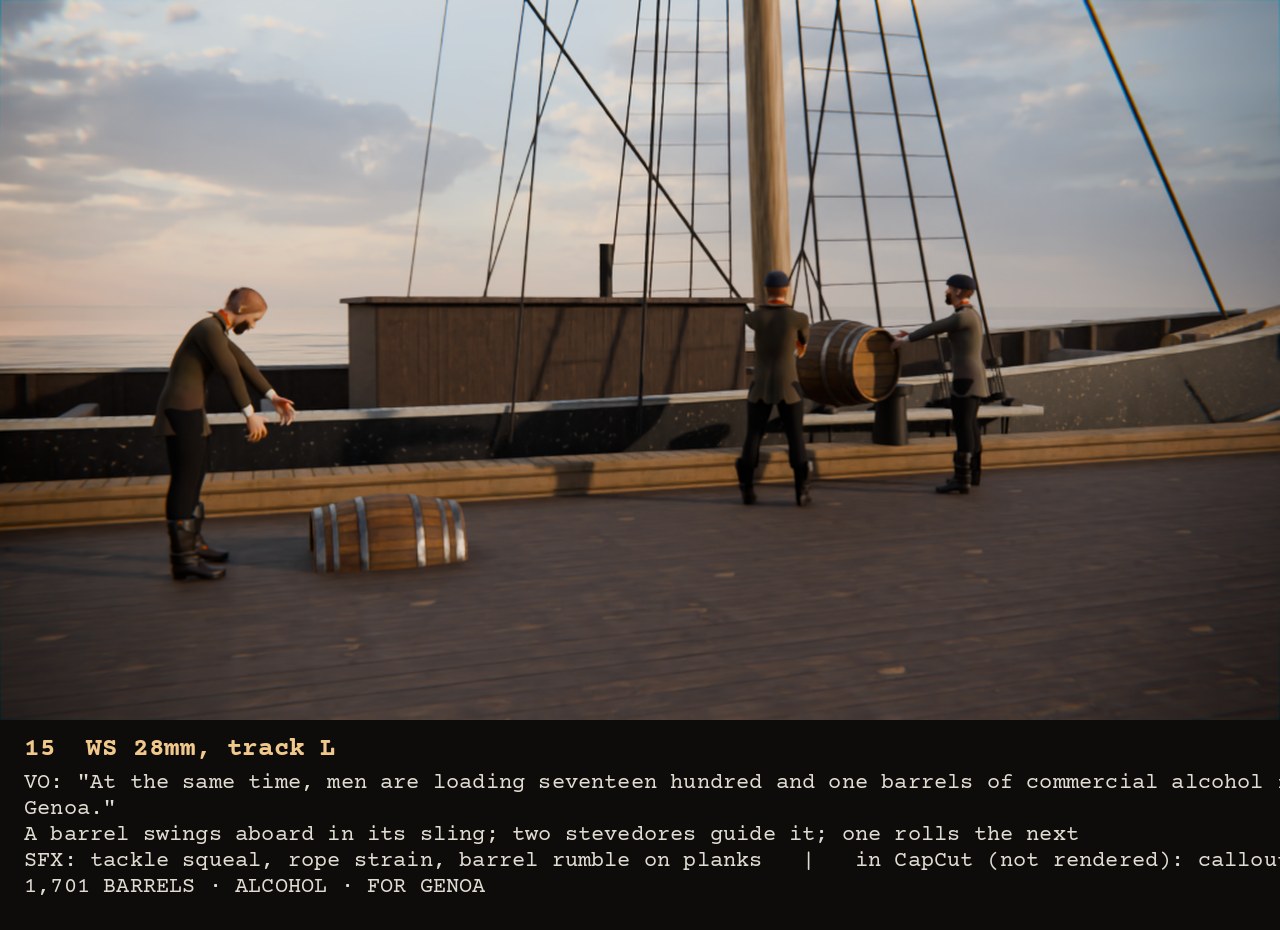 15  WS 28mm, track L
VO: "At the same time, men are loading seventeen hundred and one barrels of commercial alcohol
Genoa."
A barrel swings aboard in its sling; two stevedores guide it; one rolls the next
SFX: tackle squeal, rope strain, barrel rumble on planks   |   in CapCut (not rendered):
1,701 BARRELS · ALCOHOL · FOR GENOA